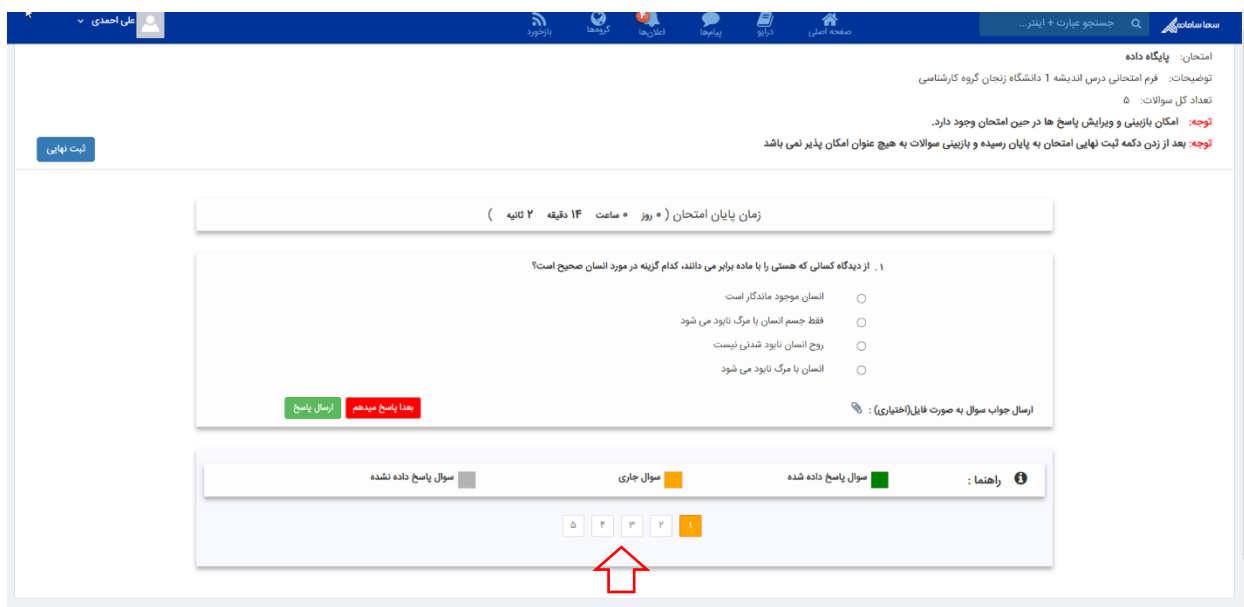 سما سامانه
جستجو عبارت + اینتر...
صفحه اصلی
درایو
پیام‌ها
اعلان‌ها
گروه‌ها
بازخورد
علی احمدی
امتحان: پایگاه داده
توضیحات: فرم امتحانی درس اندیشه 1 دانشگاه زنجان گروه کارشناسی
تعداد کل سوالات: ۵
توجه: امکان بازبینی و ویرایش پاسخ ها در حین امتحان وجود دارد.
توجه: بعد از زدن دکمه ثبت نهایی امتحان به پایان رسیده و بازبینی سوالات به هیچ عنوان امکان پذیر نمی باشد
ثبت نهایی
زمان پایان امتحان ( ۰ روز ۰ ساعت ۱۴ دقیقه ۲ ثانیه )
۱ . از دیدگاه کسانی که هستی را با ماده برابر می دانند، کدام گزینه در مورد انسان صحیح است؟
انسان موجود ماندگار است
فقط جسم انسان با مرگ نابود می شود
روح انسان نابود شدنی نیست
انسان با مرگ نابود می شود
ارسال جواب سوال به صورت فایل(اختیاری) :
بعدا پاسخ میدهم
ارسال پاسخ
راهنما :
سوال پاسخ داده شده
سوال جاری
سوال پاسخ داده نشده
۱ ۲ ۳ ۴ ۵